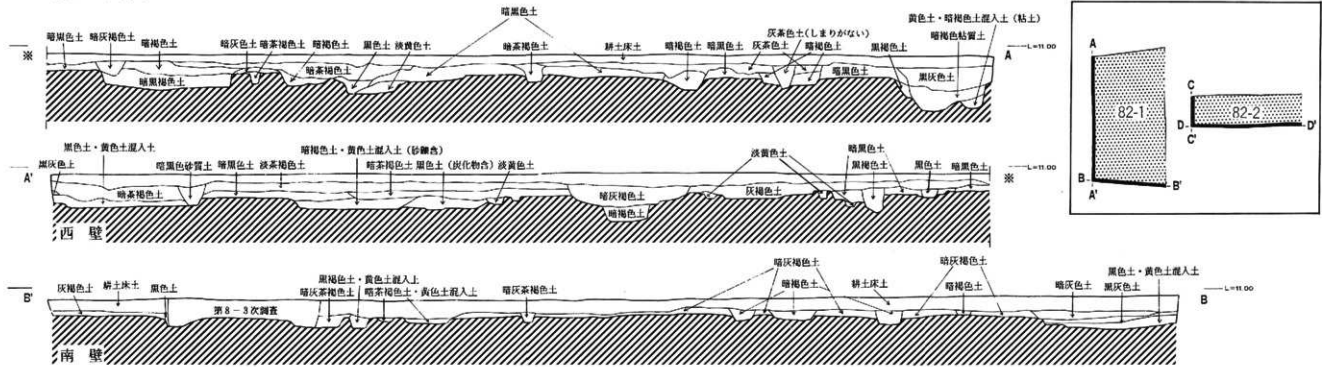 暗黒色土
黄色土・暗褐色土混入土（粘土）
暗黒色土 暗灰褐色土 暗褐色土 暗灰色土 暗茶褐色土 暗褐色土 黒色土 淡黄色土 暗茶褐色土 耕土床土 暗褐色土 暗黒色土 灰茶色土（しまりがない） 灰茶色土 暗褐色土 黒褐色土 暗褐色粘質土
※ L=11.00 A
暗黒褐色土 暗茶褐色土 暗黒色土 黒灰色土
黒色土・黄色土混入土 暗褐色土・黄色土混入土（砂礫含） 淡黄色土 暗黒色土
黒灰色土 暗黒色砂質土 暗黒色土 淡茶褐色土 暗茶褐色土 黒色土（炭化物含） 淡黄色土 黒褐色土 黒色土 暗黒色土
A' L=11.00 ※
暗茶褐色土 暗灰褐色土 灰褐色土
暗褐色土
西壁
黒褐色土・黄色土混入土 暗灰褐色土 暗灰褐色土 黒色土・黄色土混入土
灰褐色土 耕土床土 黒色土 暗灰茶褐色土 暗茶褐色土・黄色土混入土 暗灰茶褐色土 暗褐色土 耕土床土 暗褐色土 暗灰色土 黒灰色土
B' L=11.00 B
第8－3次調査
南壁
A
C
82-1 82-2
D D'
C'
B B'
A'